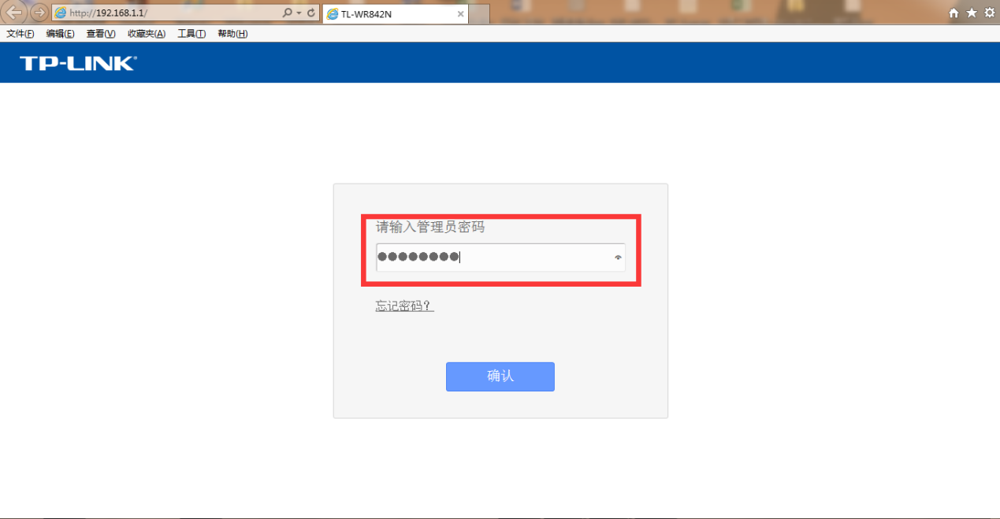 http://192.168.1.1/
TL-WR842N
文件(F) 编辑(E) 查看(V) 收藏夹(A) 工具(T) 帮助(H)
TP-LINK®
请输入管理员密码
●●●●●●●●
忘记密码？
确认